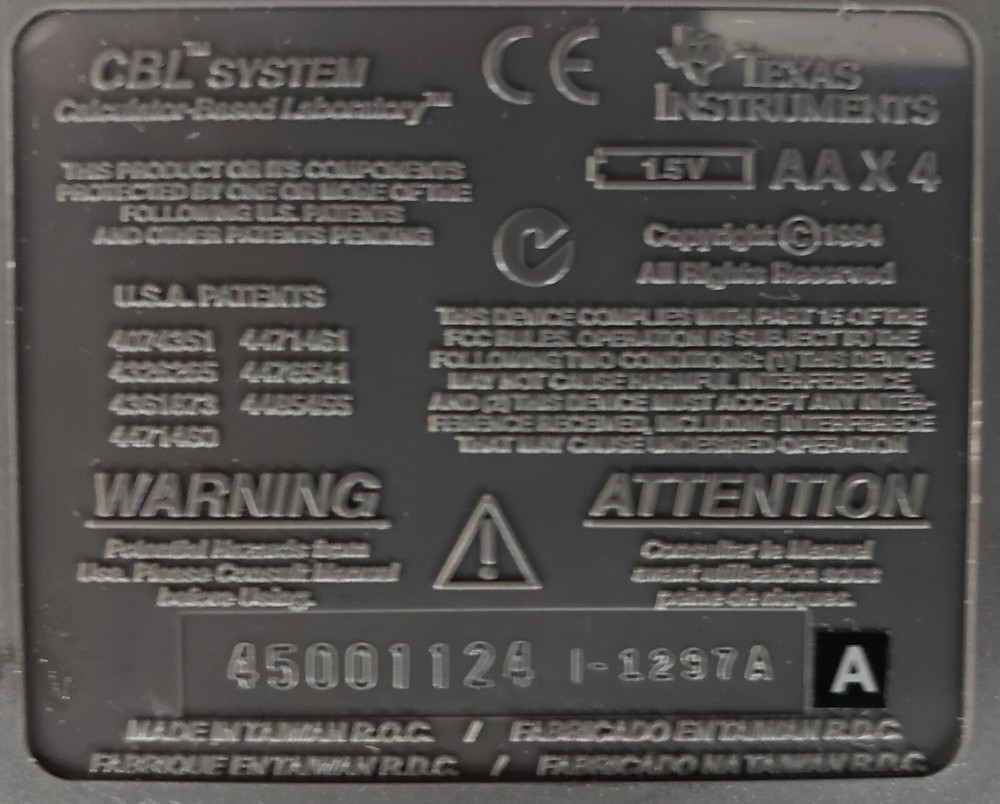 CBL™ SYSTEM
Calculator-Based Laboratory™
CE
TEXAS
INSTRUMENTS
1.5V AA X 4
THIS PRODUCT OR ITS COMPONENTS
PROTECTED BY ONE OR MORE OF THE
FOLLOWING U.S. PATENTS
AND OTHER PATENTS PENDING
Copyright © 1994
All Rights Reserved
U.S.A. PATENTS
4074351 4471461
4326265 4476541
4361873 4485455
4471460
THIS DEVICE COMPLIES WITH PART 15 OF THE
FCC RULES. OPERATION IS SUBJECT TO THE
FOLLOWING TWO CONDITIONS: (1) THIS DEVICE
MAY NOT CAUSE HARMFUL INTERFERENCE,
AND (2) THIS DEVICE MUST ACCEPT ANY INTER-
FERENCE RECEIVED, INCLUDING INTERFERECE
THAT MAY CAUSE UNDESIRED OPERATION
WARNING
Potential Hazards from
Use. Please Consult Manual
before Using.
!
ATTENTION
Consulter le Manuel
avant utilisation sous
peine de risques.
45001124 I-1297A
A
MADE IN TAIWAN R.O.C. / FABRICADO EN TAIWAN R.O.C.
FABRIQUE EN TAIWAN R.D.C. / FABRICADO NA TAIWAN R.D.C.